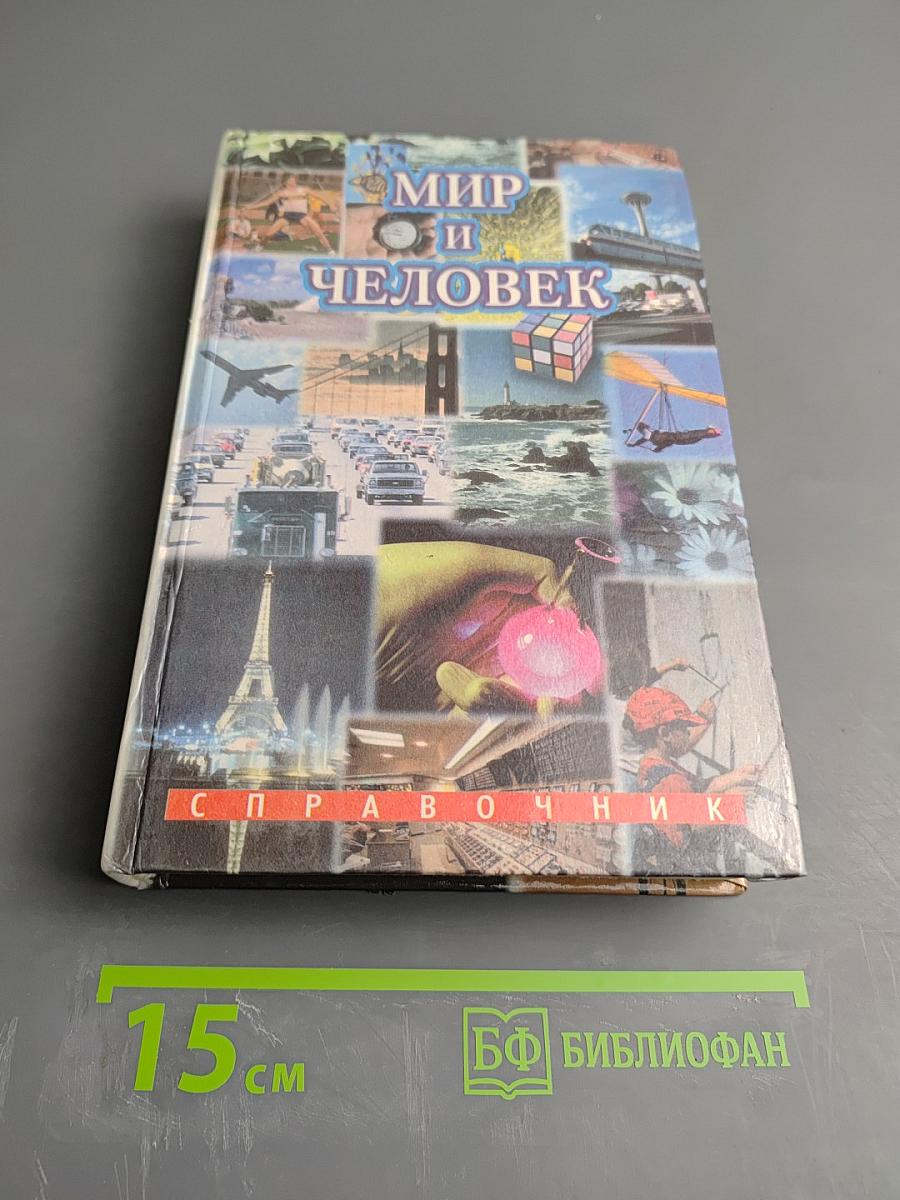 МИР
И
ЧЕЛОВЕК
СПРАВОЧНИК
15 см
БФ БИБЛИОФАН